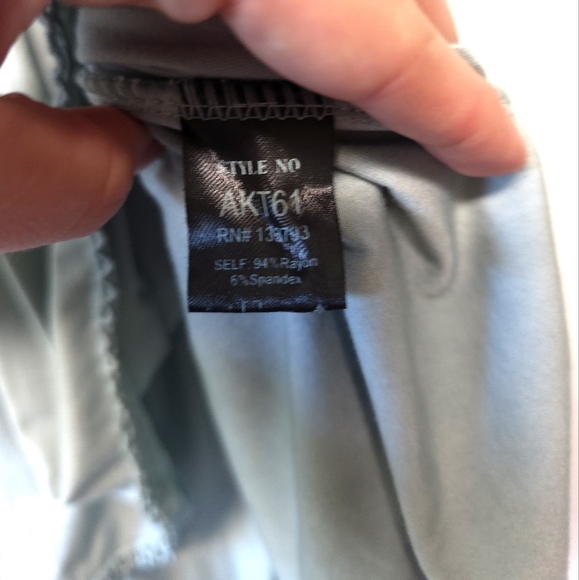 STYLE NO
AKT61
RN#
SELF: 94%Rayon
6%Spandex